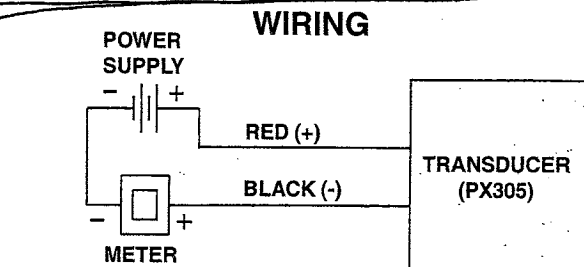 WIRING
POWER
SUPPLY
- +
RED (+)
TRANSDUCER
(PX305)
BLACK (-)
- +
METER